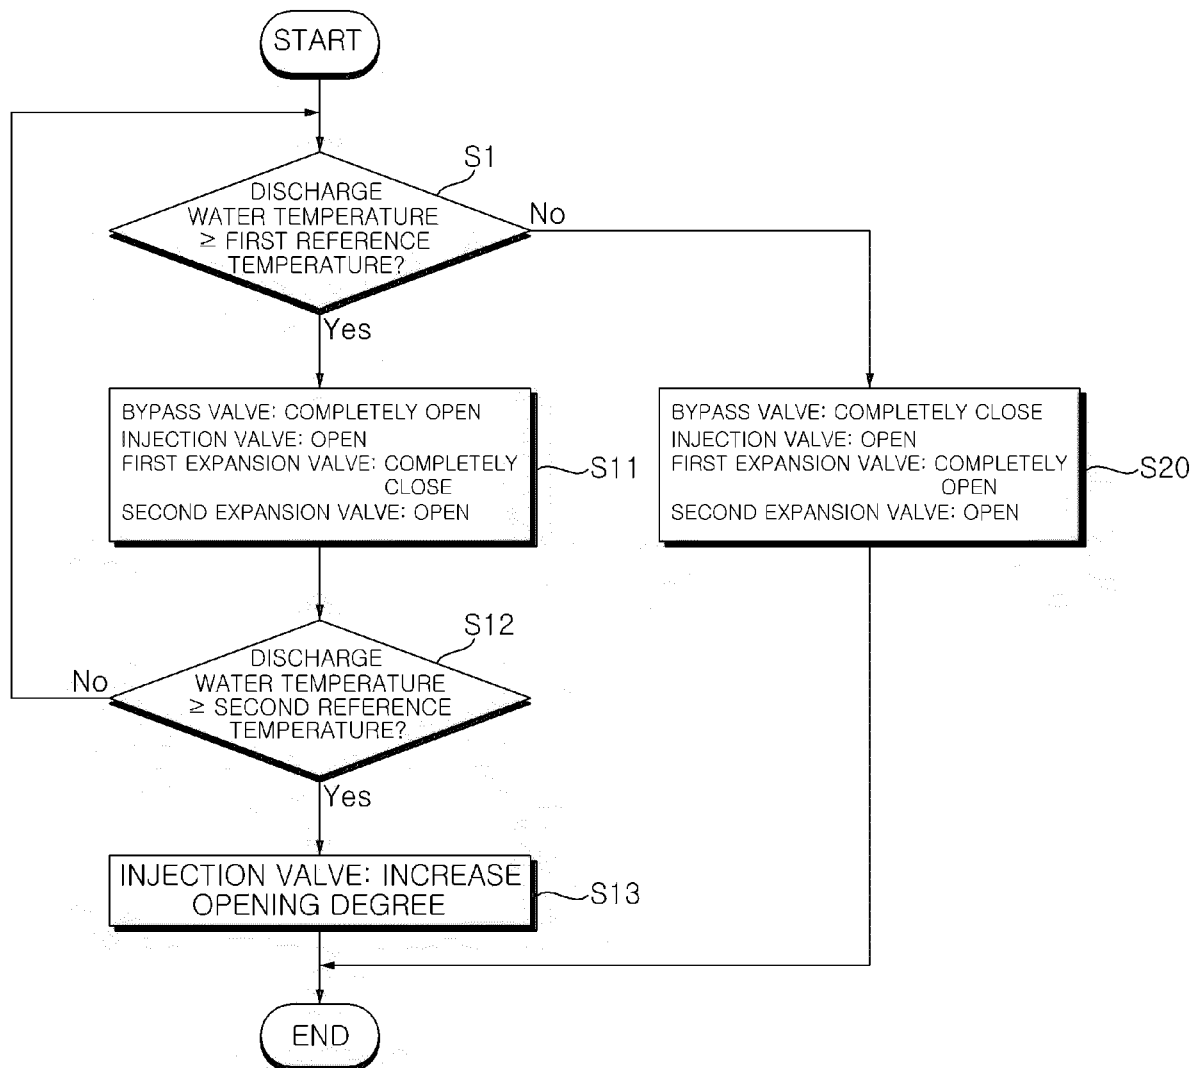 START
S1
DISCHARGE
WATER TEMPERATURE
≥ FIRST REFERENCE
TEMPERATURE?
No
Yes
BYPASS VALVE: COMPLETELY OPEN
INJECTION VALVE: OPEN
FIRST EXPANSION VALVE: COMPLETELY
CLOSE
SECOND EXPANSION VALVE: OPEN
S11
BYPASS VALVE: COMPLETELY CLOSE
INJECTION VALVE: OPEN
FIRST EXPANSION VALVE: COMPLETELY
OPEN
SECOND EXPANSION VALVE: OPEN
S20
S12
DISCHARGE
WATER TEMPERATURE
≥ SECOND REFERENCE
TEMPERATURE?
No
Yes
INJECTION VALVE: INCREASE
OPENING DEGREE
S13
END